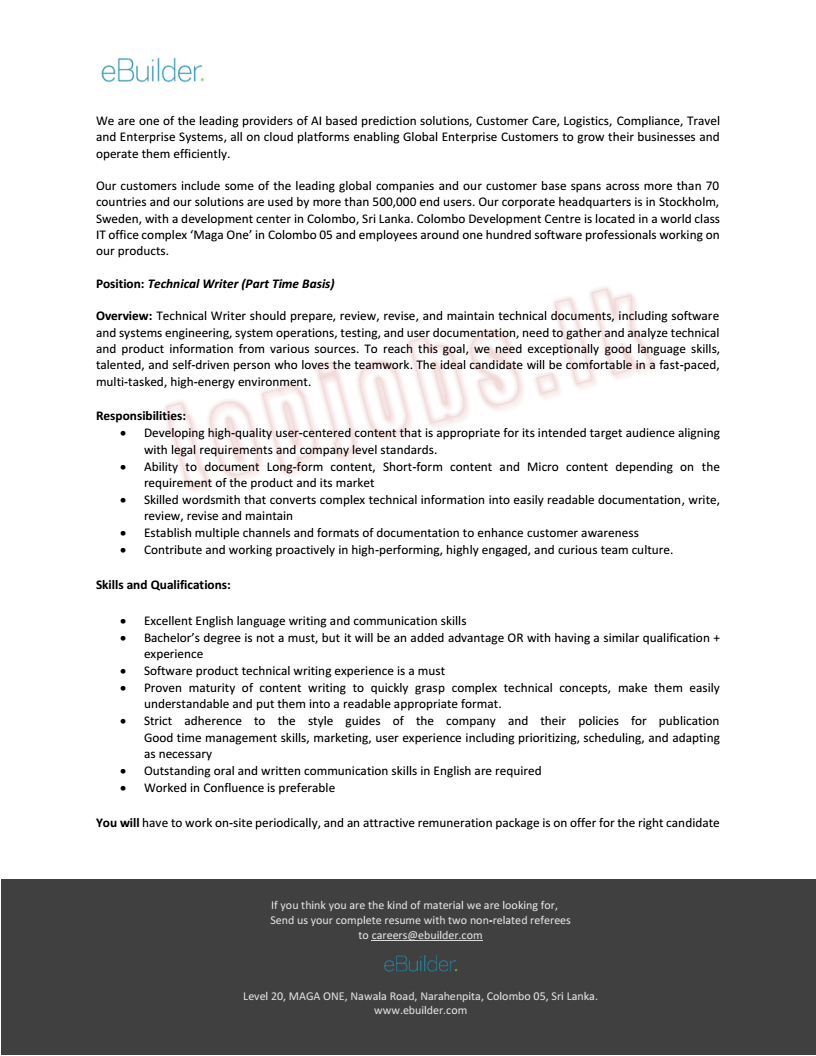 eBuilder.
We are one of the leading providers of AI based prediction solutions, Customer Care, Logistics, Compliance, Travel
and Enterprise Systems, all on cloud platforms enabling Global Enterprise Customers to grow their businesses and
operate them efficiently.
Our customers include some of the leading global companies and our customer base spans across more than 70
countries and our solutions are used by more than 500,000 end users. Our corporate headquarters is in Stockholm,
Sweden, with a development center in Colombo, Sri Lanka. Colombo Development Centre is located in a world class
IT office complex ‘Maga One’ in Colombo 05 and employees around one hundred software professionals working on
our products.
Position: Technical Writer (Part Time Basis)
Overview: Technical Writer should prepare, review, revise, and maintain technical documents, including software
and systems engineering, system operations, testing, and user documentation, need to gather and analyze technical
and product information from various sources. To reach this goal, we need exceptionally good language skills,
talented, and self-driven person who loves the teamwork. The ideal candidate will be comfortable in a fast-paced,
multi-tasked, high-energy environment.
topjobs.lk
Responsibilities:
• Developing high-quality user-centered content that is appropriate for its intended target audience aligning
with legal requirements and company level standards.
• Ability to document Long-form content, Short-form content and Micro content depending on the
requirement of the product and its market
• Skilled wordsmith that converts complex technical information into easily readable documentation, write,
review, revise and maintain
• Establish multiple channels and formats of documentation to enhance customer awareness
• Contribute and working proactively in high-performing, highly engaged, and curious team culture.
Skills and Qualifications:
• Excellent English language writing and communication skills
• Bachelor’s degree is not a must, but it will be an added advantage OR with having a similar qualification +
experience
• Software product technical writing experience is a must
• Proven maturity of content writing to quickly grasp complex technical concepts, make them easily
understandable and put them into a readable appropriate format.
• Strict adherence to the style guides of the company and their policies for publication
Good time management skills, marketing, user experience including prioritizing, scheduling, and adapting
as necessary
• Outstanding oral and written communication skills in English are required
• Worked in Confluence is preferable
You will have to work on-site periodically, and an attractive remuneration package is on offer for the right candidate
If you think you are the kind of material we are looking for,
Send us your complete resume with two non-related referees
to careers@ebuilder.com
eBuilder.
Level 20, MAGA ONE, Nawala Road, Narahenpita, Colombo 05, Sri Lanka.
www.ebuilder.com